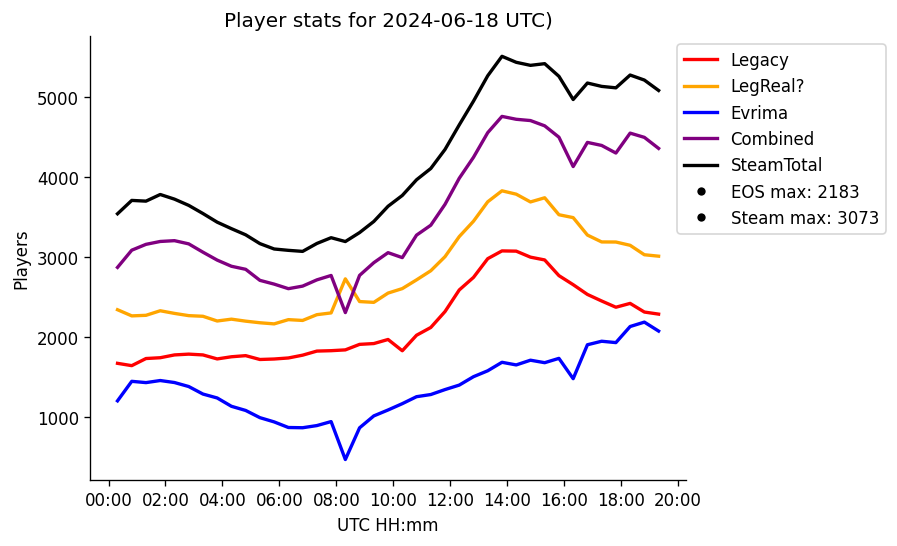 Player stats for 2024-06-18 UTC)
Players
5000
4000
3000
2000
1000
00:00 02:00 04:00 06:00 08:00 10:00 12:00 14:00 16:00 18:00 20:00
UTC HH:mm
Legacy
LegReal?
Evrima
Combined
SteamTotal
EOS max: 2183
Steam max: 3073